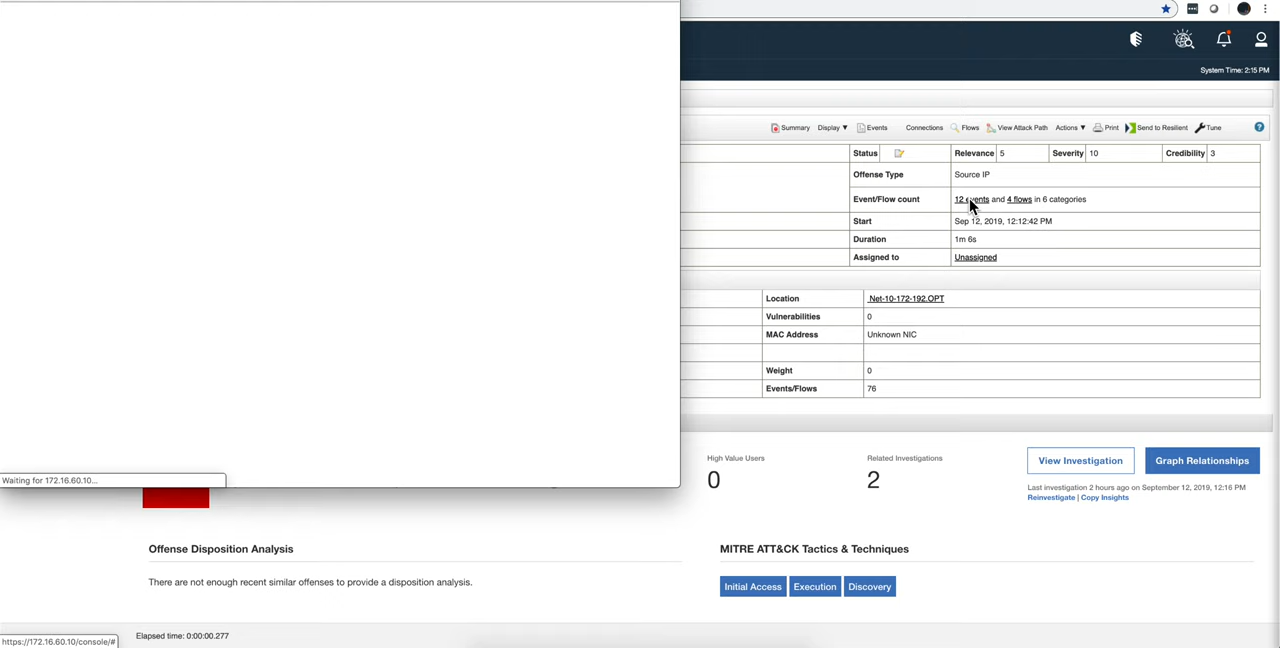 System Time: 2:15 PM
Summary Display ▼ Events Connections Flows View Attack Path Actions ▼ Print Send to Resilient Tune
Status Relevance 5 Severity 10 Credibility 3
Offense Type Source IP
Event/Flow count 12 events and 4 flows in 6 categories
Start Sep 12, 2019, 12:12:42 PM
Duration 1m 6s
Assigned to Unassigned
Location Net-10-172-192.OPT
Vulnerabilities 0
MAC Address Unknown NIC
Weight 0
Events/Flows 76
High Value Users Related Investigations
0 2
View Investigation Graph Relationships
Last investigation 2 hours ago on September 12, 2019, 12:16 PM
Reinvestigate | Copy Insights
Waiting for 172.16.60.10...
Offense Disposition Analysis MITRE ATT&CK Tactics & Techniques
There are not enough recent similar offenses to provide a disposition analysis.
Initial Access Execution Discovery
Elapsed time: 0:00:00.277
https://172.16.60.10/console/#